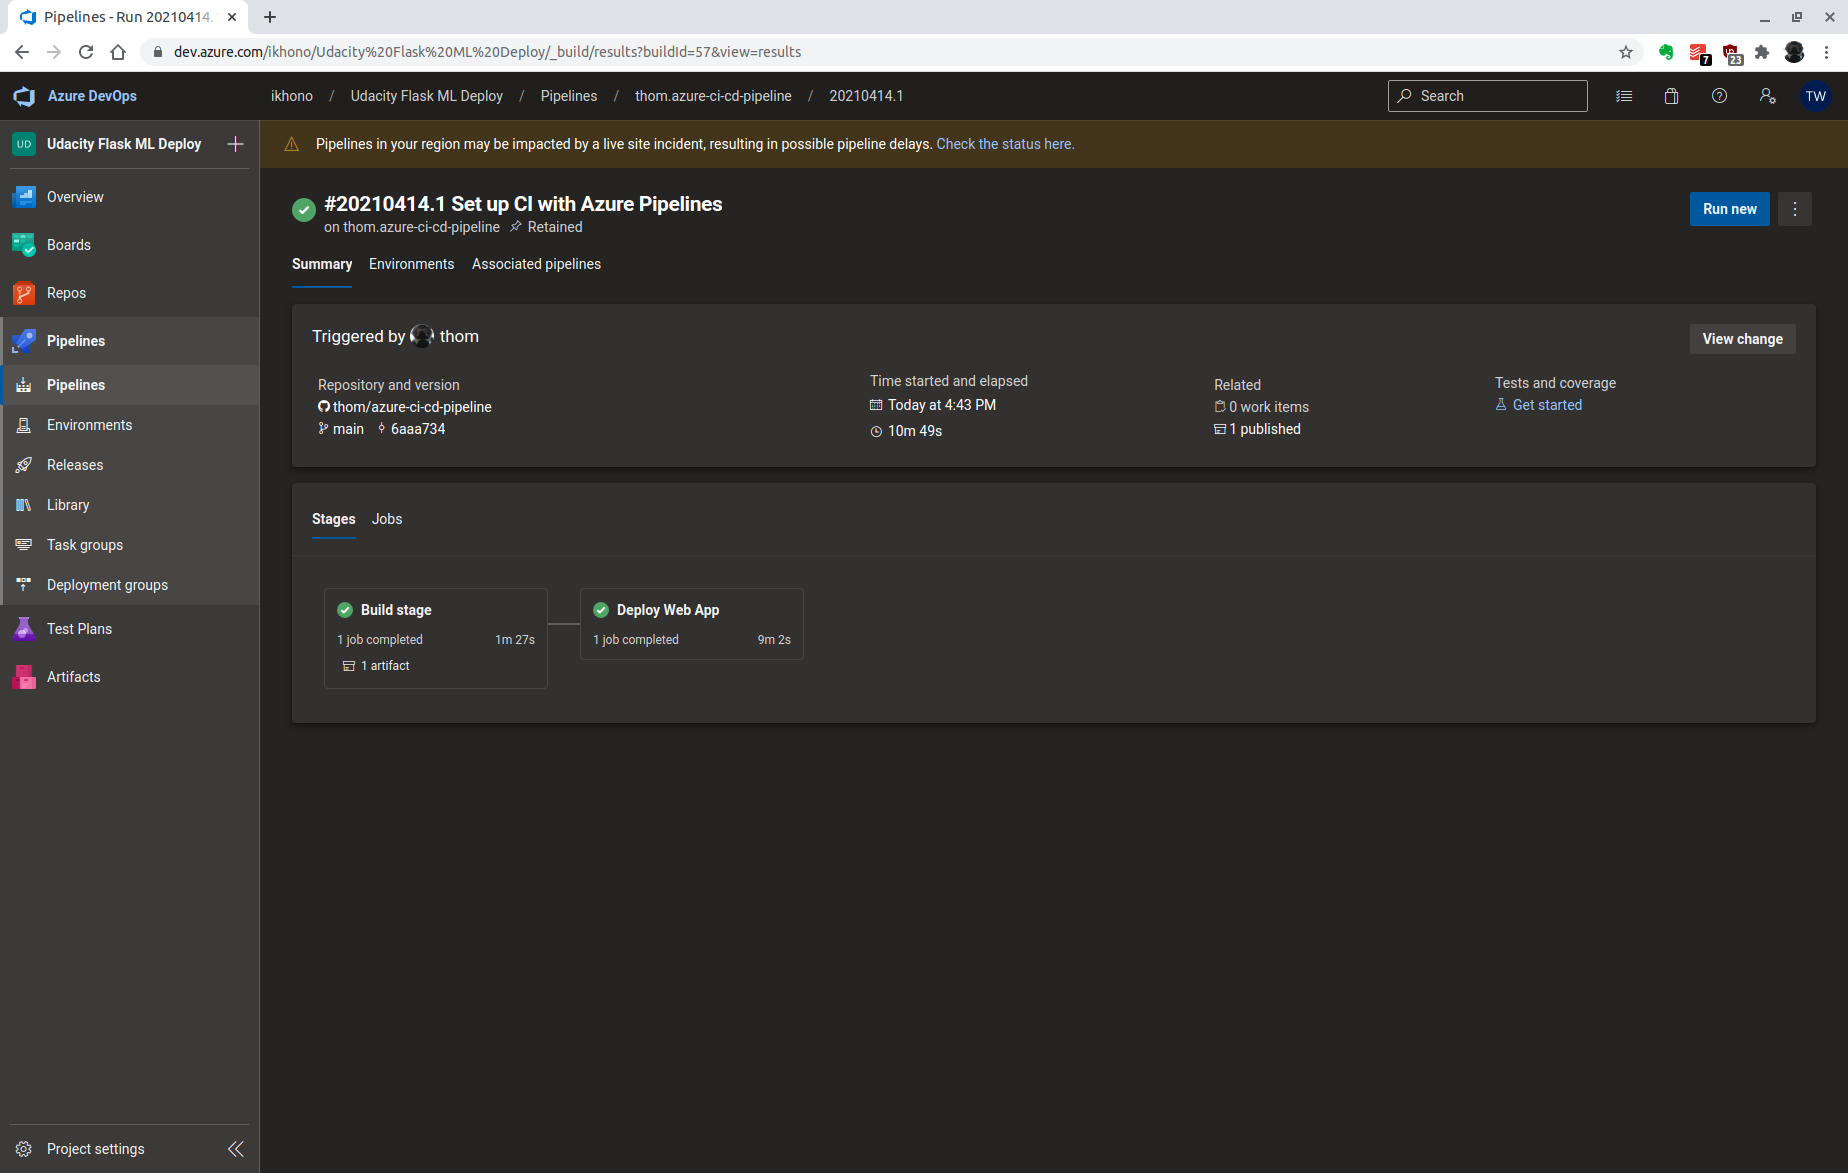 Pipelines - Run 20210414.
dev.azure.com/ikhono/Udacity%20Flask%20ML%20Deploy/_build/results?buildId=57&view=results
7
23
Azure DevOps
ikhono / Udacity Flask ML Deploy / Pipelines / thom.azure-ci-cd-pipeline / 20210414.1
Search
TW
UD Udacity Flask ML Deploy
Pipelines in your region may be impacted by a live site incident, resulting in possible pipeline delays. Check the status here.
Overview
Boards
Repos
Pipelines
Pipelines
Environments
Releases
Library
Task groups
Deployment groups
Test Plans
Artifacts
Project settings
#20210414.1 Set up CI with Azure Pipelines
on thom.azure-ci-cd-pipeline Retained
Run new
Summary Environments Associated pipelines
Triggered by thom
View change
Repository and version
thom/azure-ci-cd-pipeline
main 6aaa734
Time started and elapsed
Today at 4:43 PM
10m 49s
Related
0 work items
1 published
Tests and coverage
Get started
Stages Jobs
Build stage
1 job completed 1m 27s
1 artifact
Deploy Web App
1 job completed 9m 2s